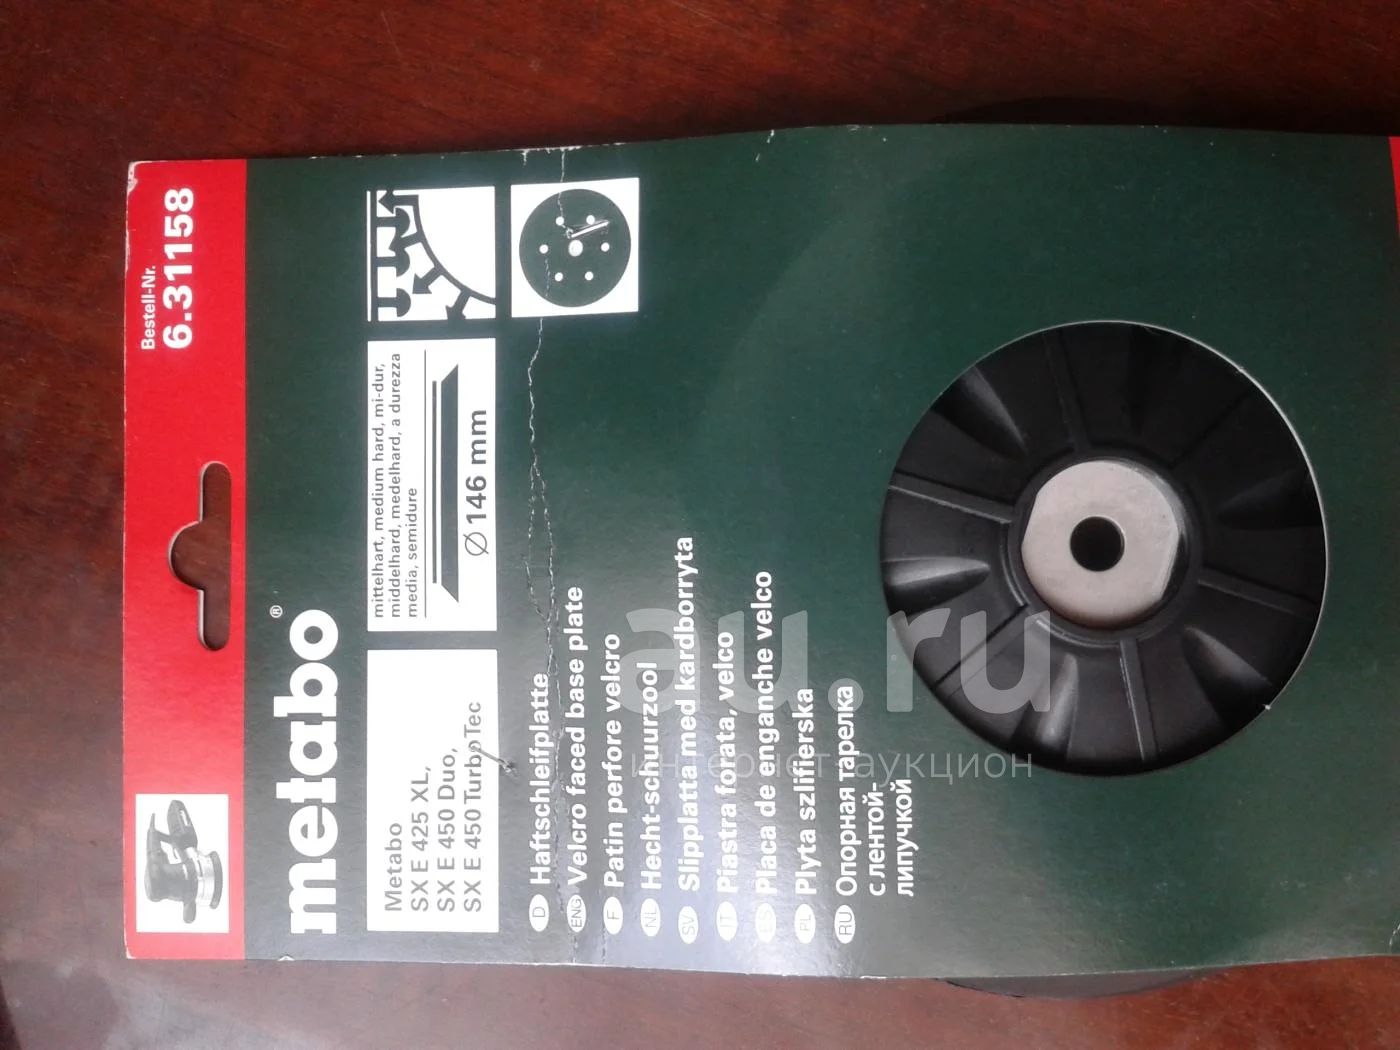 Bestell-Nr.
6.31158
metabo®
Metabo
SX E 425 XL,
SX E 450 Duo,
SX E 450 TurboTec
mittelhart, medium hard, mi-dur,
middelhard, medelhard, a durezza
media, semidure
Ø 146 mm
D Haftschleifplatte
ENG Velcro faced base plate
F Patin perfore velcro
NL Hecht-schuurzool
SV Slipplatta med kardborryta
IT Piastra forata, velco
ES Placa de enganche velco
PL Plyta szlifierska
RU Опорная тарелка
с лентой-
липучкой
au.ru
интернет-аукцион